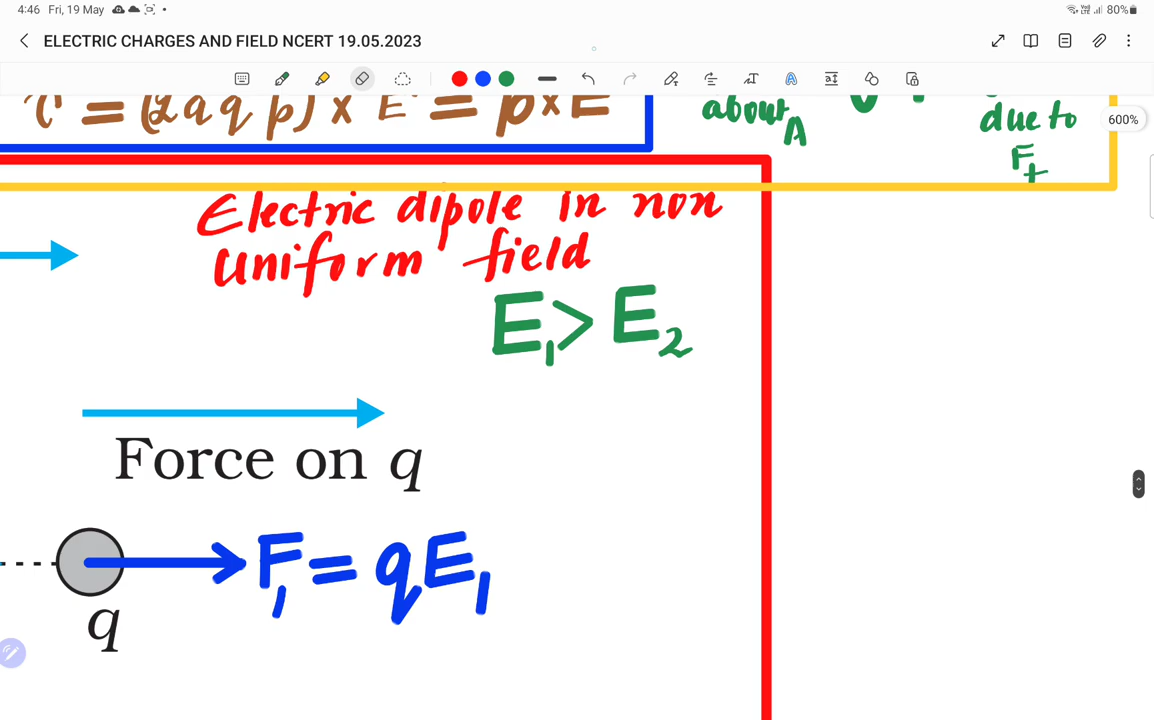 4:46 Fri, 19 May
80%
ELECTRIC CHARGES AND FIELD NCERT 19.05.2023
600%
= (2aq p) × E = p×E
about A
due to
F+
Electric dipole in non
uniform field
E1> E2
Force on q
F1= qE1
q